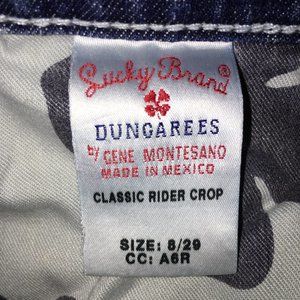 Lucky Brand®
DUNGAREES
by GENE MONTESANO
MADE IN MEXICO
CLASSIC RIDER CROP
SIZE: 8/29
CC: A6R